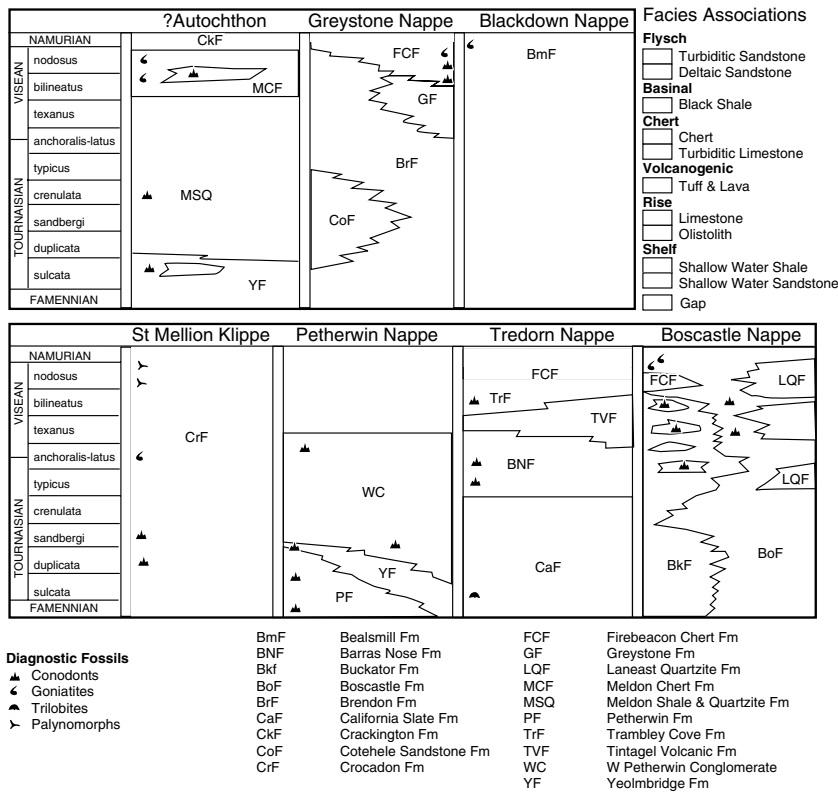 ?Autochthon Greystone Nappe Blackdown Nappe
NAMURIAN
VISEAN
nodosus
bilineatus
texanus
anchoralis-latus
TOURNAISIAN
typicus
crenulata
sandbergi
duplicata
sulcata
FAMENNIAN
CkF
MCF
MSQ
YF
FCF
GF
BrF
CoF
BmF
Facies Associations
Flysch
Turbiditic Sandstone
Deltaic Sandstone
Basinal
Black Shale
Chert
Chert
Turbiditic Limestone
Volcanogenic
Tuff & Lava
Rise
Limestone
Olistolith
Shelf
Shallow Water Shale
Shallow Water Sandstone
Gap
St Mellion Klippe Petherwin Nappe Tredorn Nappe Boscastle Nappe
NAMURIAN
VISEAN
nodosus
bilineatus
texanus
anchoralis-latus
TOURNAISIAN
typicus
crenulata
sandbergi
duplicata
sulcata
FAMENNIAN
CrF
WC
YF
PF
FCF
TrF
TVF
BNF
CaF
FCF
LQF
LQF
BkF
BoF
Diagnostic Fossils
Conodonts
Goniatites
Trilobites
Palynomorphs
BmF Bealsmill Fm
BNF Barras Nose Fm
Bkf Buckator Fm
BoF Boscastle Fm
BrF Brendon Fm
CaF California Slate Fm
CkF Crackington Fm
CoF Cotehele Sandstone Fm
CrF Crocadon Fm
FCF Firebeacon Chert Fm
GF Greystone Fm
LQF Laneast Quartzite Fm
MCF Meldon Chert Fm
MSQ Meldon Shale & Quartzite Fm
PF Petherwin Fm
TrF Trambley Cove Fm
TVF Tintagel Volcanic Fm
WC W Petherwin Conglomerate
YF Yeolmbridge Fm